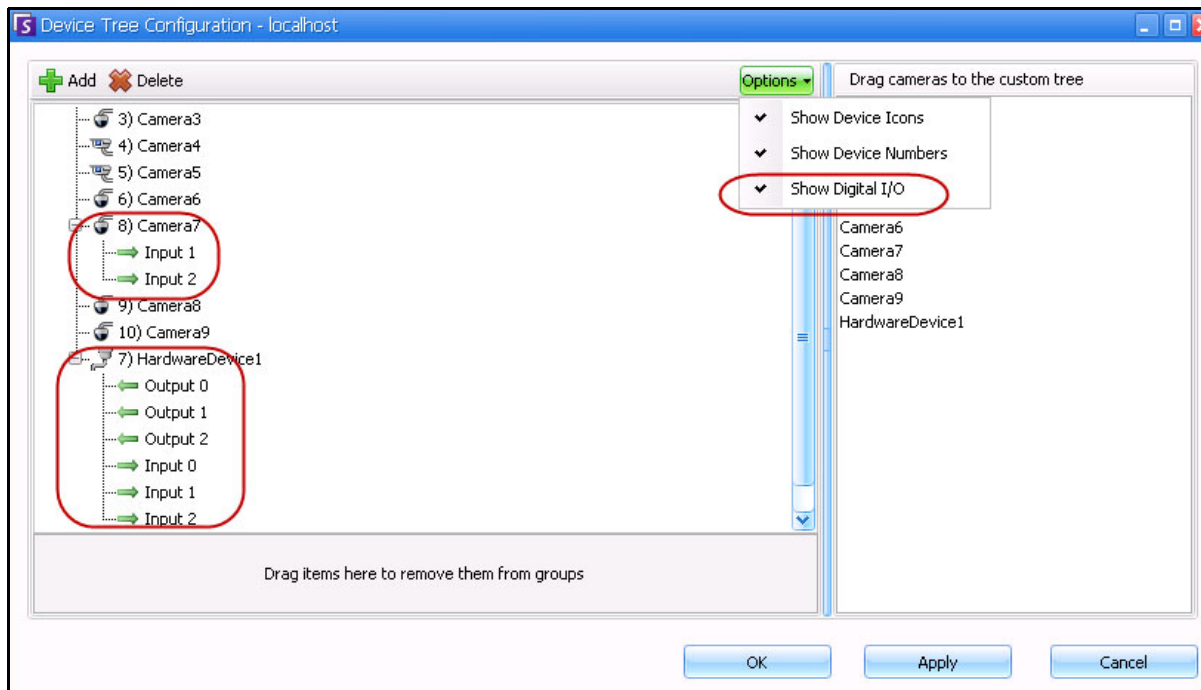 S Device Tree Configuration - localhost
Add Delete
Options
Drag cameras to the custom tree
Show Device Icons
Show Device Numbers
Show Digital I/O
3) Camera3
4) Camera4
5) Camera5
6) Camera6
8) Camera7
Input 1
Input 2
9) Camera8
10) Camera9
7) HardwareDevice1
Output 0
Output 1
Output 2
Input 0
Input 1
Input 2
Camera6
Camera7
Camera8
Camera9
HardwareDevice1
Drag items here to remove them from groups
OK Apply Cancel